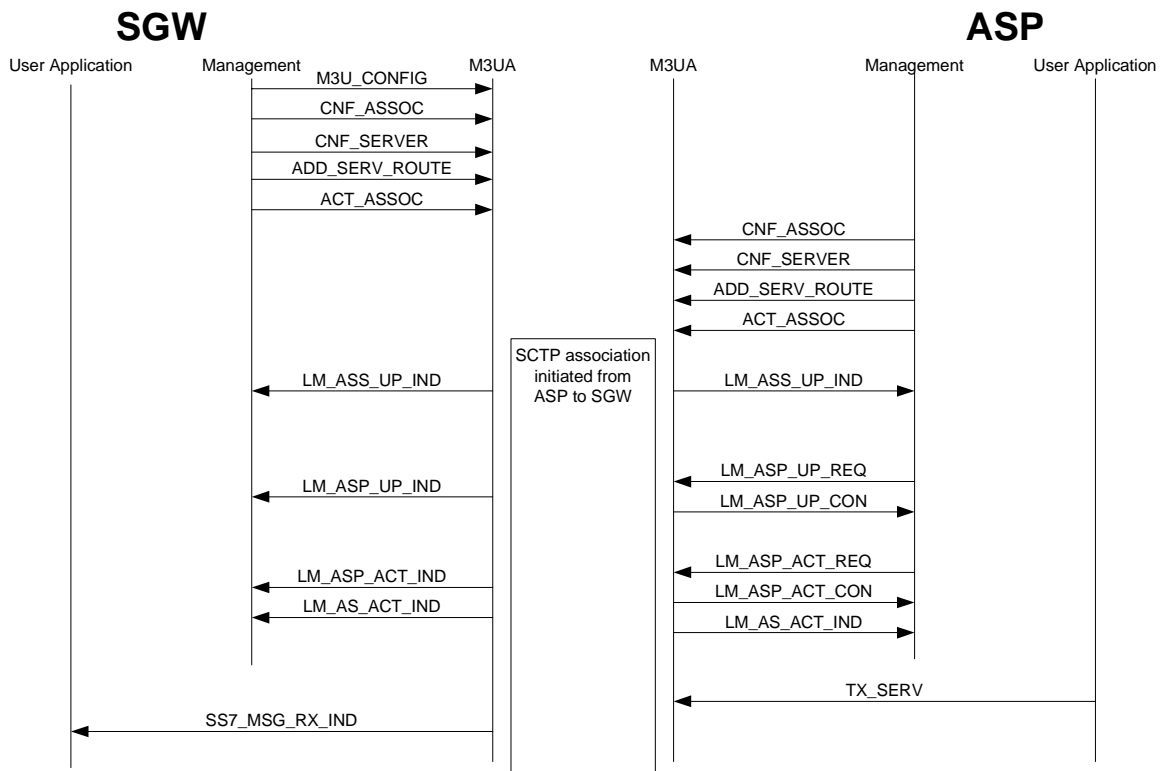 SGW
ASP
User Application
Management
M3UA
M3UA
Management
User Application
M3U_CONFIG
CNF_ASSOC
CNF_SERVER
ADD_SERV_ROUTE
ACT_ASSOC
CNF_ASSOC
CNF_SERVER
ADD_SERV_ROUTE
ACT_ASSOC
SCTP association
initiated from
ASP to SGW
LM_ASS_UP_IND
LM_ASS_UP_IND
LM_ASP_UP_REQ
LM_ASP_UP_IND
LM_ASP_UP_CON
LM_ASP_ACT_REQ
LM_ASP_ACT_IND
LM_ASP_ACT_CON
LM_AS_ACT_IND
LM_AS_ACT_IND
TX_SERV
SS7_MSG_RX_IND